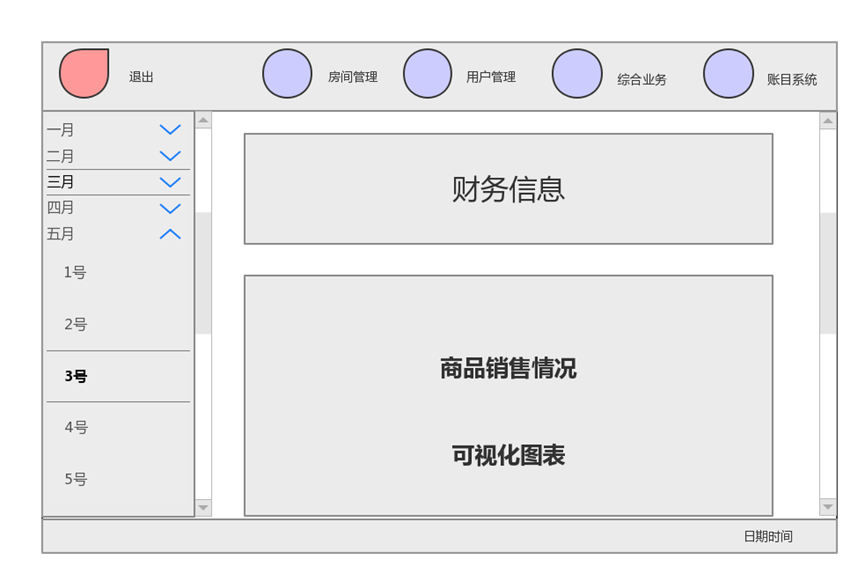 退出
房间管理
用户管理
综合业务
账目系统
一月
二月
三月
四月
五月
1号
2号
3号
4号
5号
财务信息
商品销售情况
可视化图表
日期时间